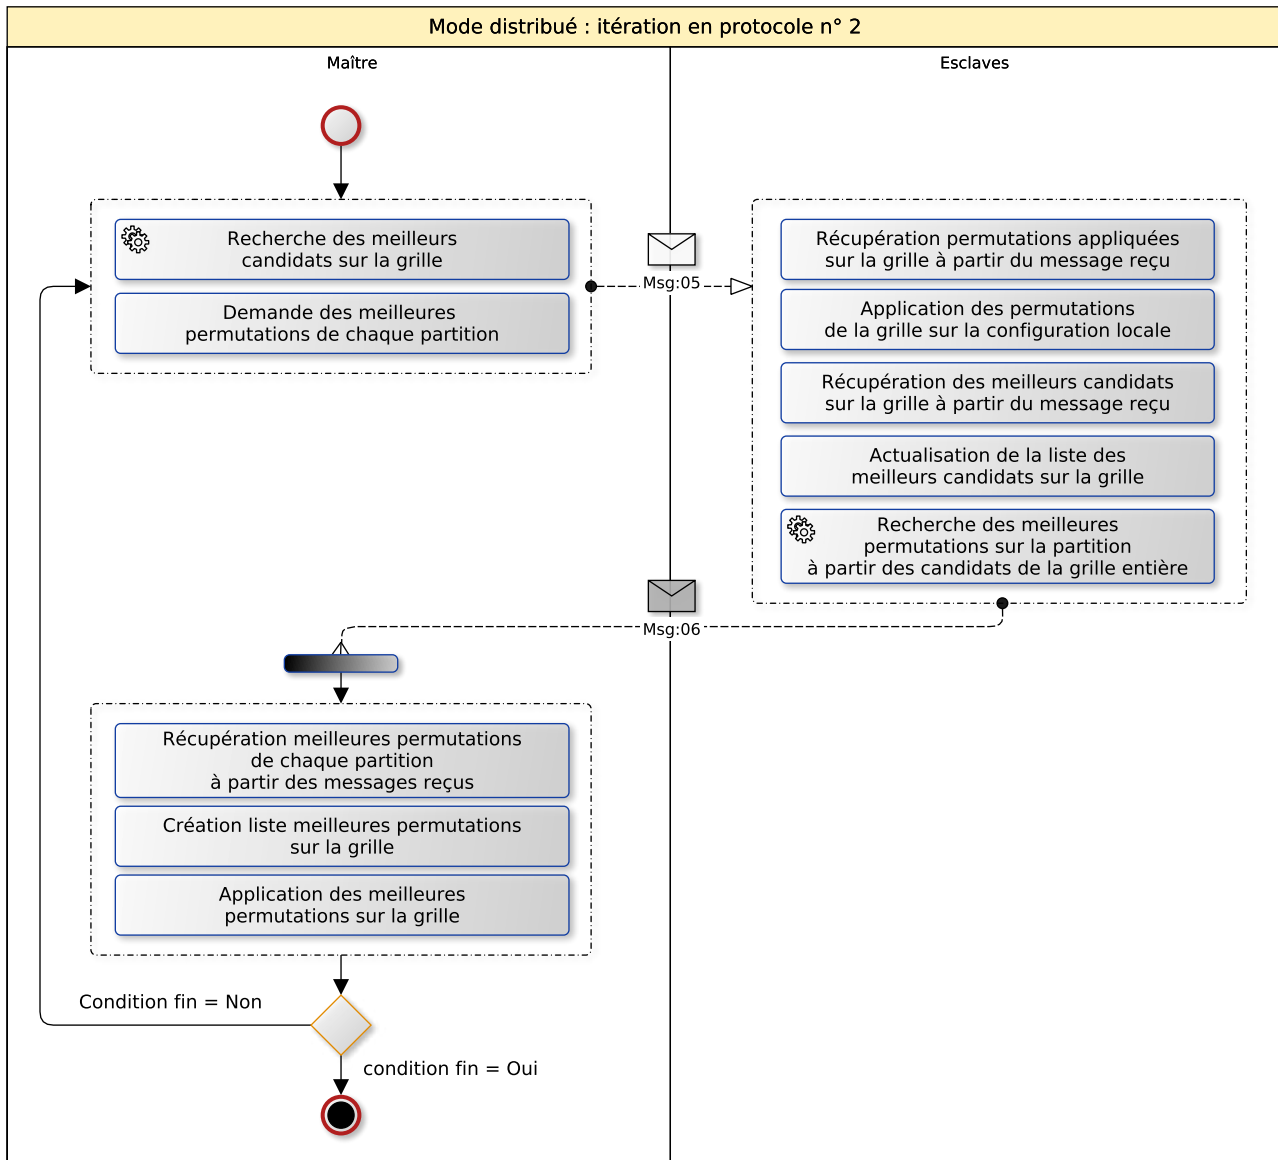 Mode distribué : itération en protocole n° 2
Maître
Esclaves
Recherche des meilleurs
candidats sur la grille
Demande des meilleures
permutations de chaque partition
Msg:05
Récupération permutations appliquées
sur la grille à partir du message reçu
Application des permutations
de la grille sur la configuration locale
Récupération des meilleurs candidats
sur la grille à partir du message reçu
Actualisation de la liste des
meilleurs candidats sur la grille
Recherche des meilleures
permutations sur la partition
à partir des candidats de la grille entière
Msg:06
Récupération meilleures permutations
de chaque partition
à partir des messages reçus
Création liste meilleures permutations
sur la grille
Application des meilleures
permutations sur la grille
Condition fin = Non
condition fin = Oui